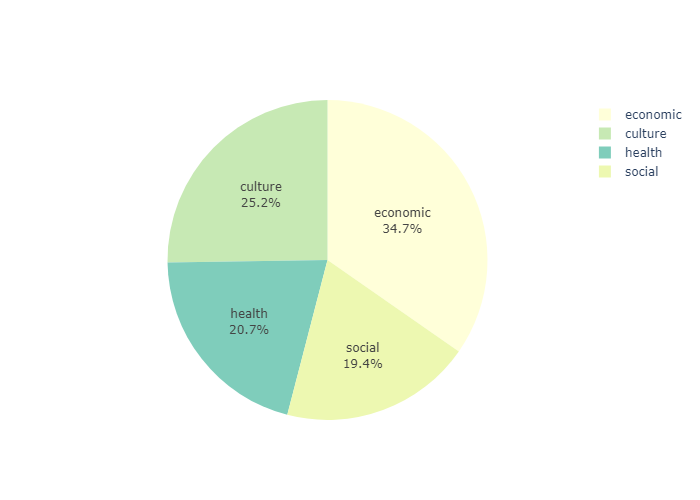 culture
25.2%
economic
34.7%
health
20.7%
social
19.4%
economic
culture
health
social